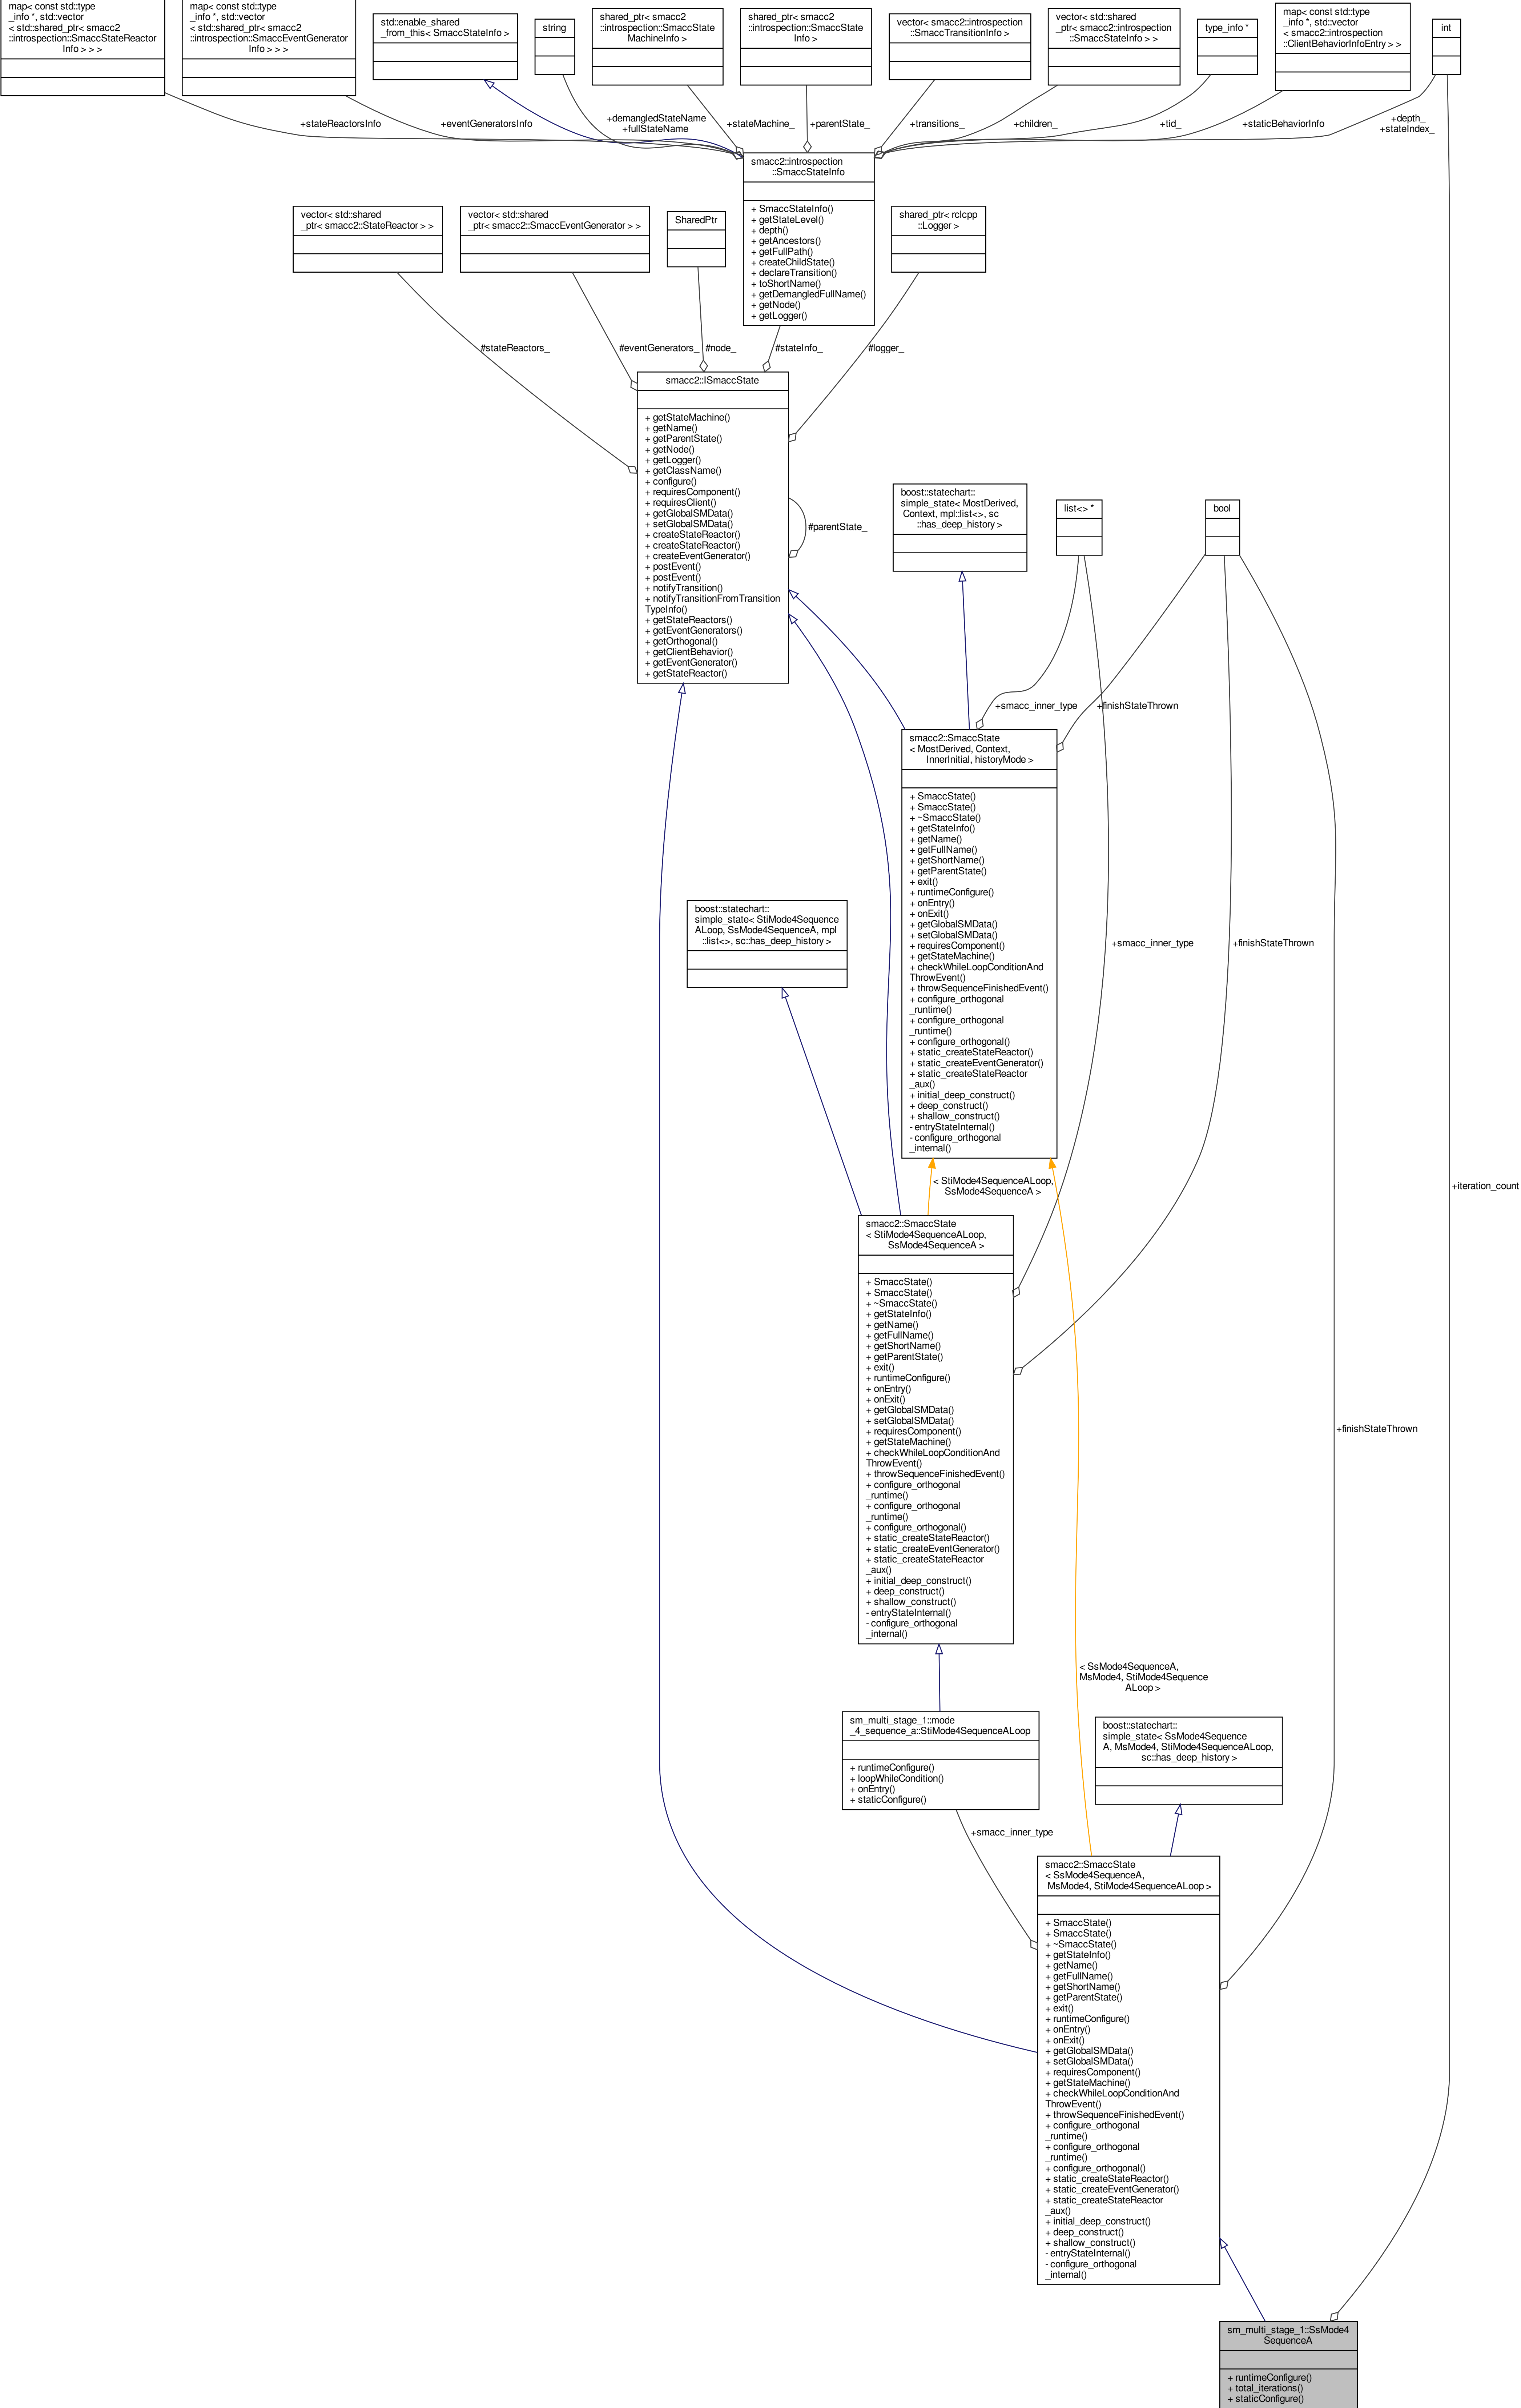 map< const std::type
_info *, std::vector
< std::shared_ptr< smacc2
::introspection::SmaccStateReactor
Info > > >
map< const std::type
_info *, std::vector
< std::shared_ptr< smacc2
::introspection::SmaccEventGenerator
Info > > >
std::enable_shared
_from_this< SmaccStateInfo >
string
shared_ptr< smacc2
::introspection::SmaccState
MachineInfo >
shared_ptr< smacc2
::introspection::SmaccState
Info >
vector< smacc2::introspection
::SmaccTransitionInfo >
vector< std::shared
_ptr< smacc2::introspection
::SmaccStateInfo > >
type_info *
map< const std::type
_info *, std::vector
< smacc2::introspection
::ClientBehaviorInfoEntry > >
int
+stateReactorsInfo
+eventGeneratorsInfo
+demangledStateName
+fullStateName
+stateMachine_
+parentState_
+transitions_
+children_
+tid_
+staticBehaviorInfo
+depth_
+stateIndex_
smacc2::introspection
::SmaccStateInfo
+ SmaccStateInfo()
+ getStateLevel()
+ depth()
+ getAncestors()
+ getFullPath()
+ createChildState()
+ declareTransition()
+ toShortName()
+ getDemangledFullName()
+ getNode()
+ getLogger()
vector< std::shared
_ptr< smacc2::StateReactor > >
vector< std::shared
_ptr< smacc2::SmaccEventGenerator > >
SharedPtr
shared_ptr< rclcpp
::Logger >
#stateReactors_
#eventGenerators_
#node_
#stateInfo_
#logger_
smacc2::ISmaccState
+ getStateMachine()
+ getName()
+ getParentState()
+ getNode()
+ getLogger()
+ getClassName()
+ configure()
+ requiresComponent()
+ requiresClient()
+ getGlobalSMData()
+ setGlobalSMData()
+ createStateReactor()
+ createStateReactor()
+ createEventGenerator()
+ postEvent()
+ postEvent()
+ notifyTransition()
+ notifyTransitionFromTransition
TypeInfo()
+ getStateReactors()
+ getEventGenerators()
+ getOrthogonal()
+ getClientBehavior()
+ getEventGenerator()
+ getStateReactor()
#parentState_
boost::statechart::
simple_state< MostDerived,
Context, mpl::list<>, sc
::has_deep_history >
list<> *
bool
+smacc_inner_type
+finishStateThrown
smacc2::SmaccState
< MostDerived, Context,
InnerInitial, historyMode >
+ SmaccState()
+ SmaccState()
+ ~SmaccState()
+ getStateInfo()
+ getName()
+ getFullName()
+ getShortName()
+ getParentState()
+ exit()
+ runtimeConfigure()
+ onEntry()
+ onExit()
+ getGlobalSMData()
+ setGlobalSMData()
+ requiresComponent()
+ getStateMachine()
+ checkWhileLoopConditionAnd
ThrowEvent()
+ throwSequenceFinishedEvent()
+ configure_orthogonal
_runtime()
+ configure_orthogonal
_runtime()
+ configure_orthogonal()
+ static_createStateReactor()
+ static_createEventGenerator()
+ static_createStateReactor
_aux()
+ initial_deep_construct()
+ deep_construct()
+ shallow_construct()
- entryStateInternal()
- configure_orthogonal
_internal()
boost::statechart::
simple_state< StiMode4Sequence
ALoop, SsMode4SequenceA, mpl
::list<>, sc::has_deep_history >
+smacc_inner_type
+finishStateThrown
< StiMode4SequenceALoop,
SsMode4SequenceA >
+iteration_count
smacc2::SmaccState
< StiMode4SequenceALoop,
SsMode4SequenceA >
+ SmaccState()
+ SmaccState()
+ ~SmaccState()
+ getStateInfo()
+ getName()
+ getFullName()
+ getShortName()
+ getParentState()
+ exit()
+ runtimeConfigure()
+ onEntry()
+ onExit()
+ getGlobalSMData()
+ setGlobalSMData()
+ requiresComponent()
+ getStateMachine()
+ checkWhileLoopConditionAnd
ThrowEvent()
+ throwSequenceFinishedEvent()
+ configure_orthogonal
_runtime()
+ configure_orthogonal
_runtime()
+ configure_orthogonal()
+ static_createStateReactor()
+ static_createEventGenerator()
+ static_createStateReactor
_aux()
+ initial_deep_construct()
+ deep_construct()
+ shallow_construct()
- entryStateInternal()
- configure_orthogonal
_internal()
+finishStateThrown
< SsMode4SequenceA,
MsMode4, StiMode4Sequence
ALoop >
sm_multi_stage_1::mode
_4_sequence_a::StiMode4SequenceALoop
+ runtimeConfigure()
+ loopWhileCondition()
+ onEntry()
+ staticConfigure()
boost::statechart::
simple_state< SsMode4Sequence
A, MsMode4, StiMode4SequenceALoop,
sc::has_deep_history >
+smacc_inner_type
smacc2::SmaccState
< SsMode4SequenceA,
MsMode4, StiMode4SequenceALoop >
+ SmaccState()
+ SmaccState()
+ ~SmaccState()
+ getStateInfo()
+ getName()
+ getFullName()
+ getShortName()
+ getParentState()
+ exit()
+ runtimeConfigure()
+ onEntry()
+ onExit()
+ getGlobalSMData()
+ setGlobalSMData()
+ requiresComponent()
+ getStateMachine()
+ checkWhileLoopConditionAnd
ThrowEvent()
+ throwSequenceFinishedEvent()
+ configure_orthogonal
_runtime()
+ configure_orthogonal
_runtime()
+ configure_orthogonal()
+ static_createStateReactor()
+ static_createEventGenerator()
+ static_createStateReactor
_aux()
+ initial_deep_construct()
+ deep_construct()
+ shallow_construct()
- entryStateInternal()
- configure_orthogonal
_internal()
sm_multi_stage_1::SsMode4
SequenceA
+ runtimeConfigure()
+ total_iterations()
+ staticConfigure()